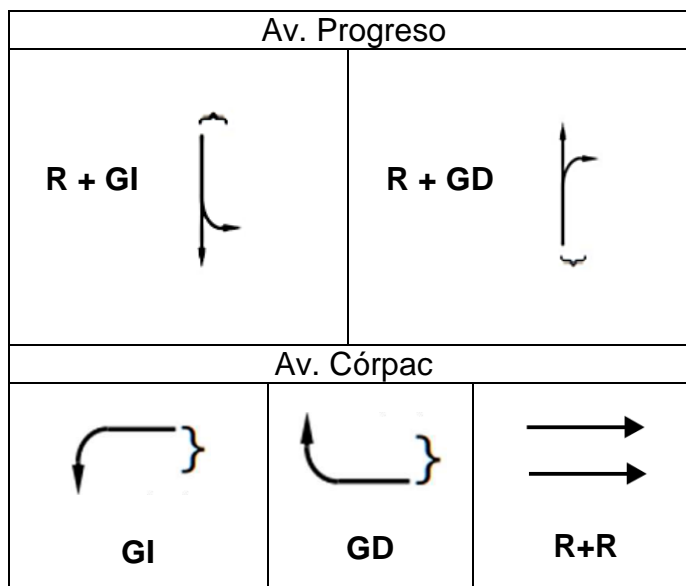 Av. Progreso
R + GI
R + GD
Av. Córpac
GI
GD
R+R